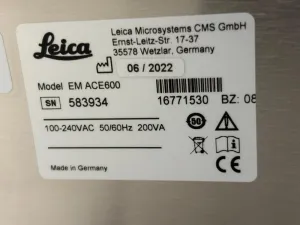 Leica
Leica Microsystems CMS GmbH
Ernst-Leitz-Str. 17-37
35578 Wetzlar, Germany
06 / 2022
Model EM ACE600
SN 583934
16771530 BZ: 08
100-240VAC 50/60Hz 200VA
Made in Germany
CE